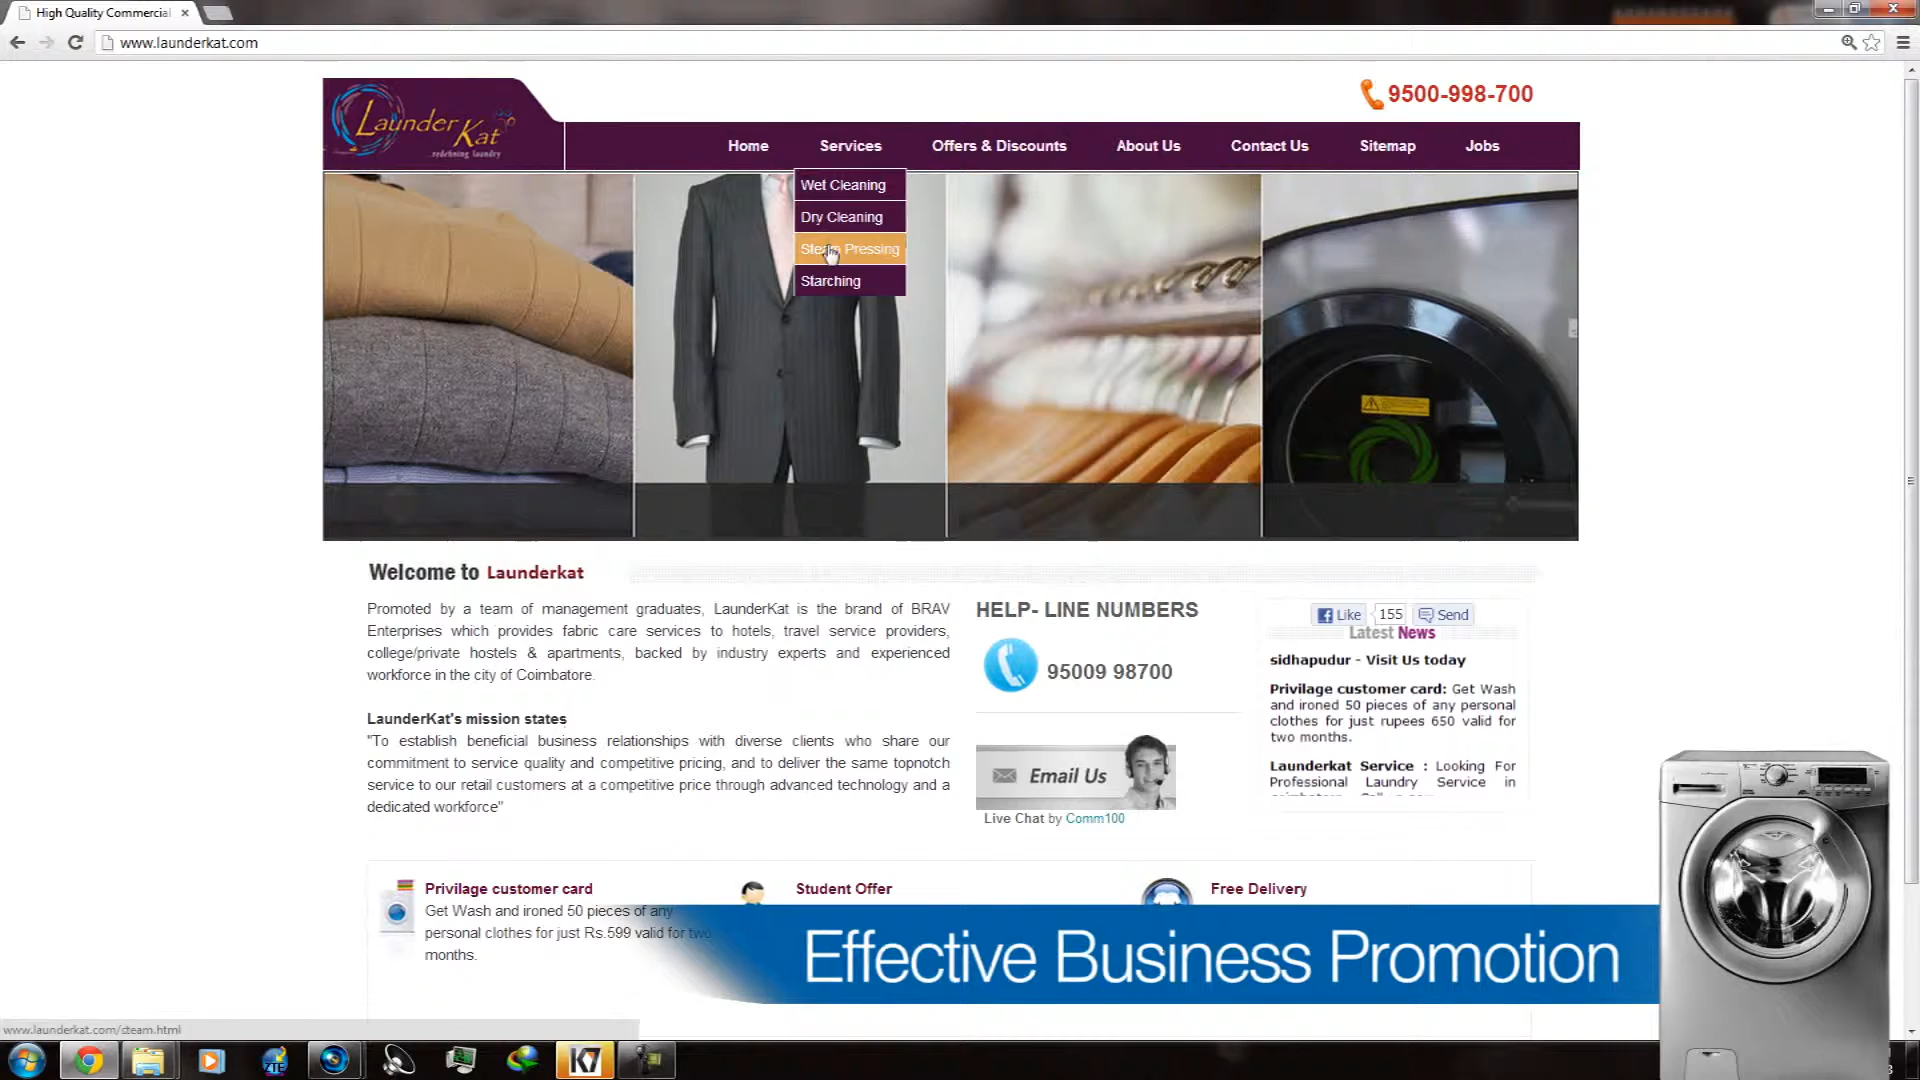 High Quality Commercial
www.launderkat.com
9500-998-700
Launder Kat
..redefining laundry
Home Services Offers & Discounts About Us Contact Us Sitemap Jobs
Wet Cleaning
Dry Cleaning
Steam Pressing
Starching
Welcome to Launderkat
Promoted by a team of management graduates, LaunderKat is the brand of BRAV
Enterprises which provides fabric care services to hotels, travel service providers,
college/private hostels & apartments, backed by industry experts and experienced
workforce in the city of Coimbatore.
LaunderKat's mission states
"To establish beneficial business relationships with diverse clients who share our
commitment to service quality and competitive pricing, and to deliver the same topnotch
service to our retail customers at a competitive price through advanced technology and a
dedicated workforce"
HELP- LINE NUMBERS
95009 98700
Email Us
Live Chat by Comm100
Like 155 Send
Latest News
sidhapudur - Visit Us today
Privilage customer card: Get Wash
and ironed 50 pieces of any personal
clothes for just rupees 650 valid for
two months.
Launderkat Service : Looking For
Professional Laundry Service in
Privilage customer card
Get Wash and ironed 50 pieces of any
personal clothes for just Rs.599 valid for two
months.
Student Offer
Free Delivery
Effective Business Promotion
www.launderkat.com/steam.html
ZTE
K7